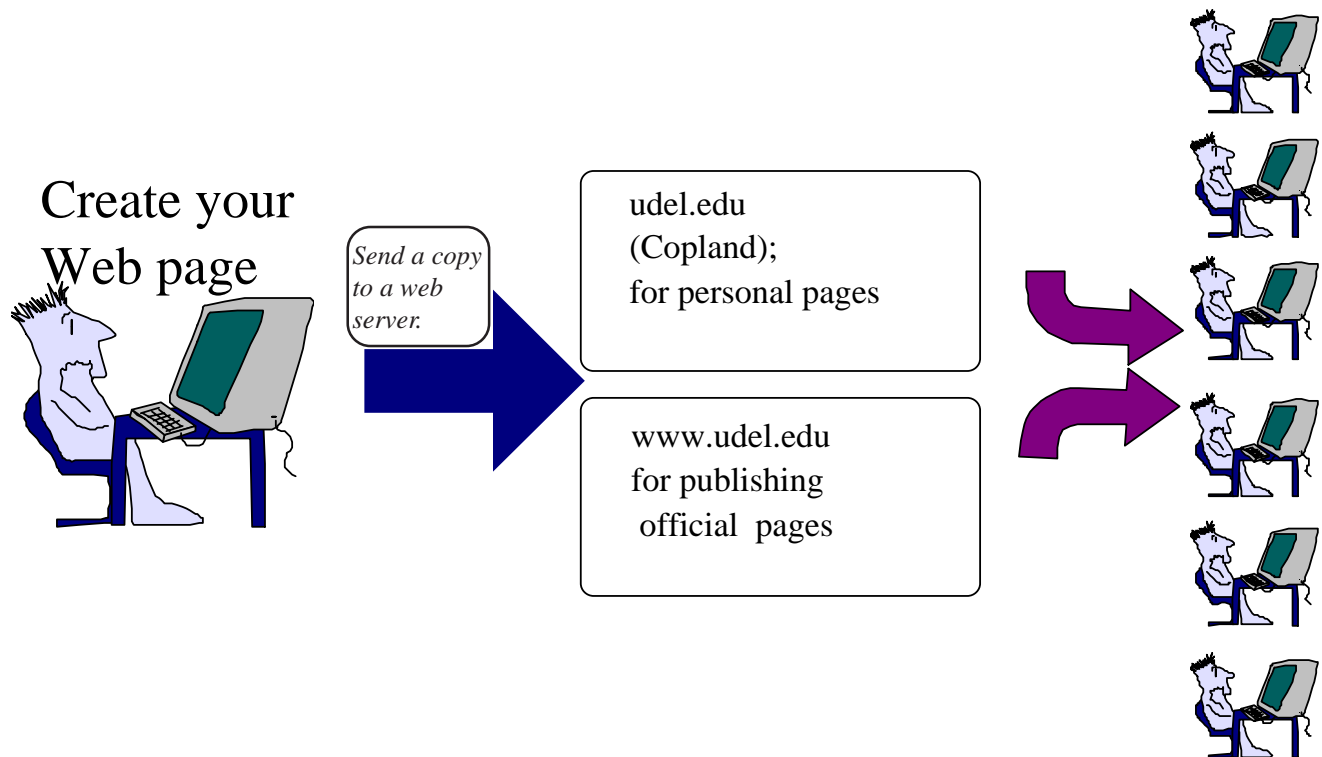 Create your
Web page
Send a copy
to a web
server.
udel.edu
(Copland);
for personal pages
www.udel.edu
for publishing
official pages